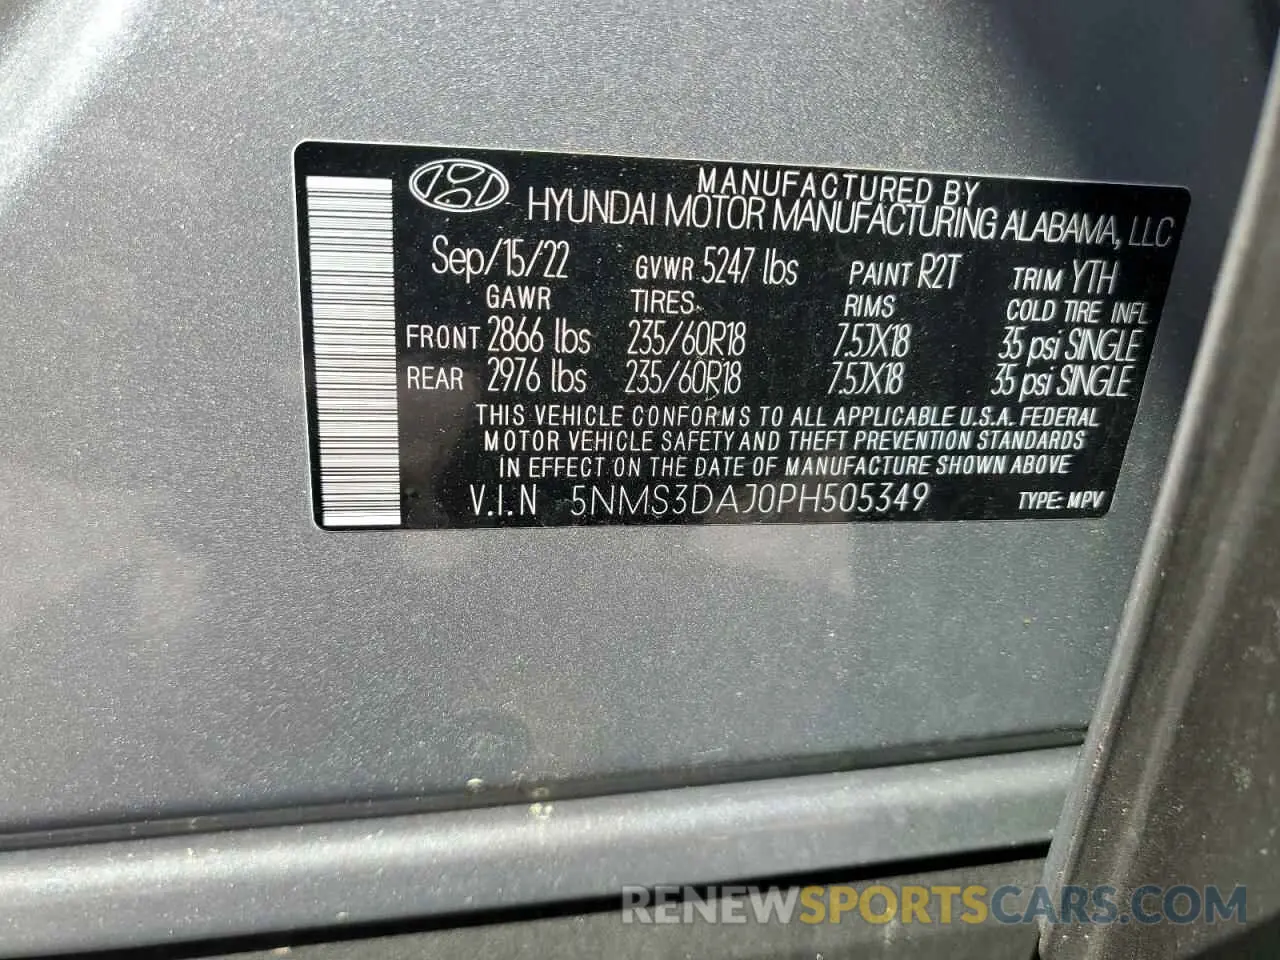 MANUFACTURED BY
HYUNDAI MOTOR MANUFACTURING ALABAMA, LLC
Sep/15/22 GVWR 5247 lbs PAINT R2T TRIM YTH
GAWR TIRES RIMS COLD TIRE INFL
FRONT 2866 lbs 235/60R18 7.5JX18 35 psi SINGLE
REAR 2976 lbs 235/60R18 7.5JX18 35 psi SINGLE
THIS VEHICLE CONFORMS TO ALL APPLICABLE U.S.A. FEDERAL
MOTOR VEHICLE SAFETY AND THEFT PREVENTION STANDARDS
IN EFFECT ON THE DATE OF MANUFACTURE SHOWN ABOVE
V.I.N 5NMS3DAJ0PH505349 TYPE: MPV
RENEWSPORTSCARS.COM